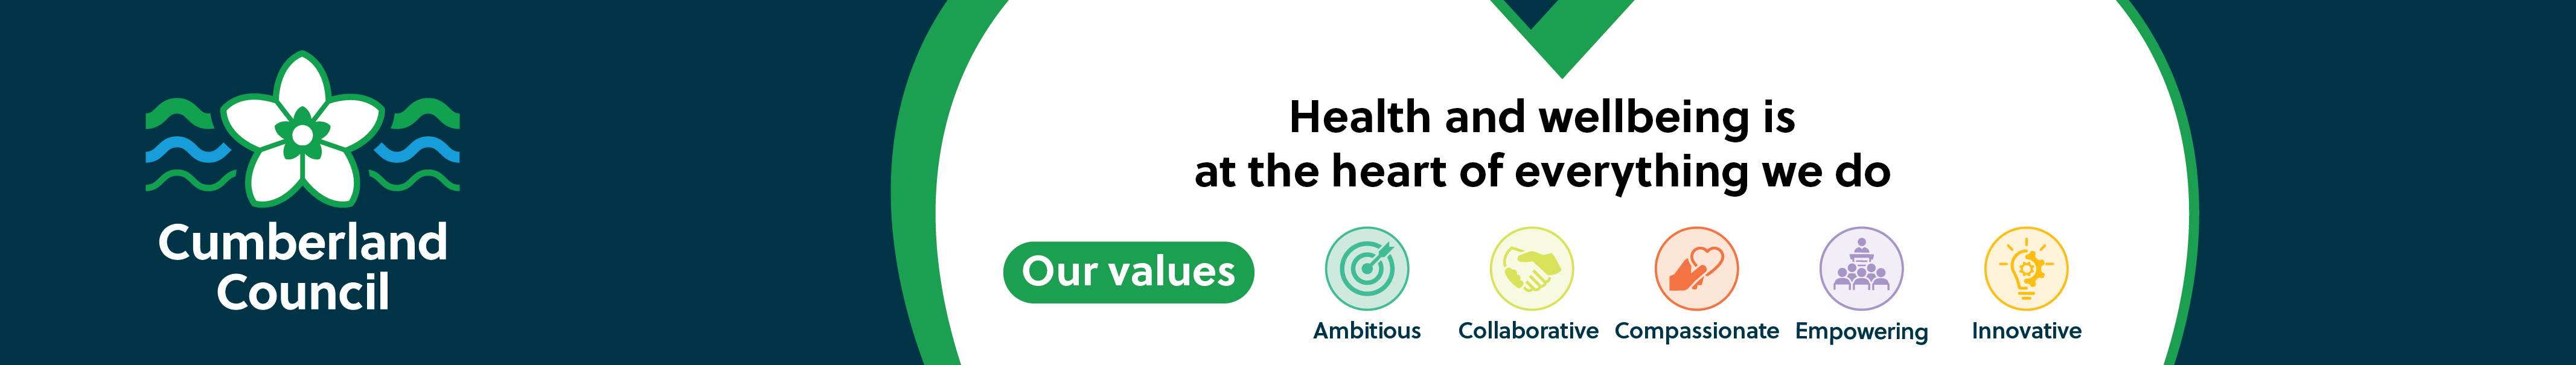 Cumberland
Council
Health and wellbeing is
at the heart of everything we do
Our values
Ambitious
Collaborative
Compassionate
Empowering
Innovative